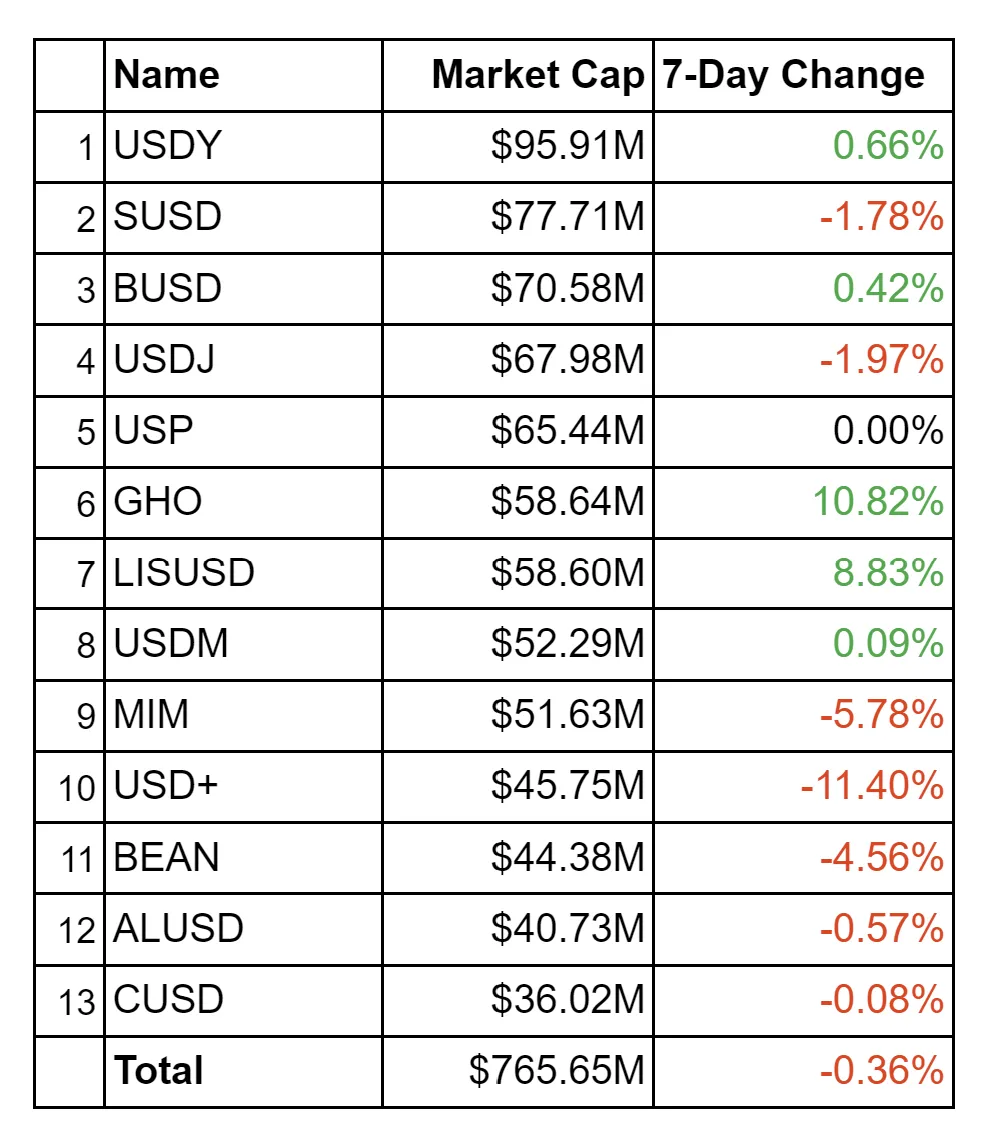 Name Market Cap 7-Day Change
1 USDY $95.91M 0.66%
2 SUSD $77.71M -1.78%
3 BUSD $70.58M 0.42%
4 USDJ $67.98M -1.97%
5 USP $65.44M 0.00%
6 GHO $58.64M 10.82%
7 LISUSD $58.60M 8.83%
8 USDM $52.29M 0.09%
9 MIM $51.63M -5.78%
10 USD+ $45.75M -11.40%
11 BEAN $44.38M -4.56%
12 ALUSD $40.73M -0.57%
13 CUSD $36.02M -0.08%
Total $765.65M -0.36%